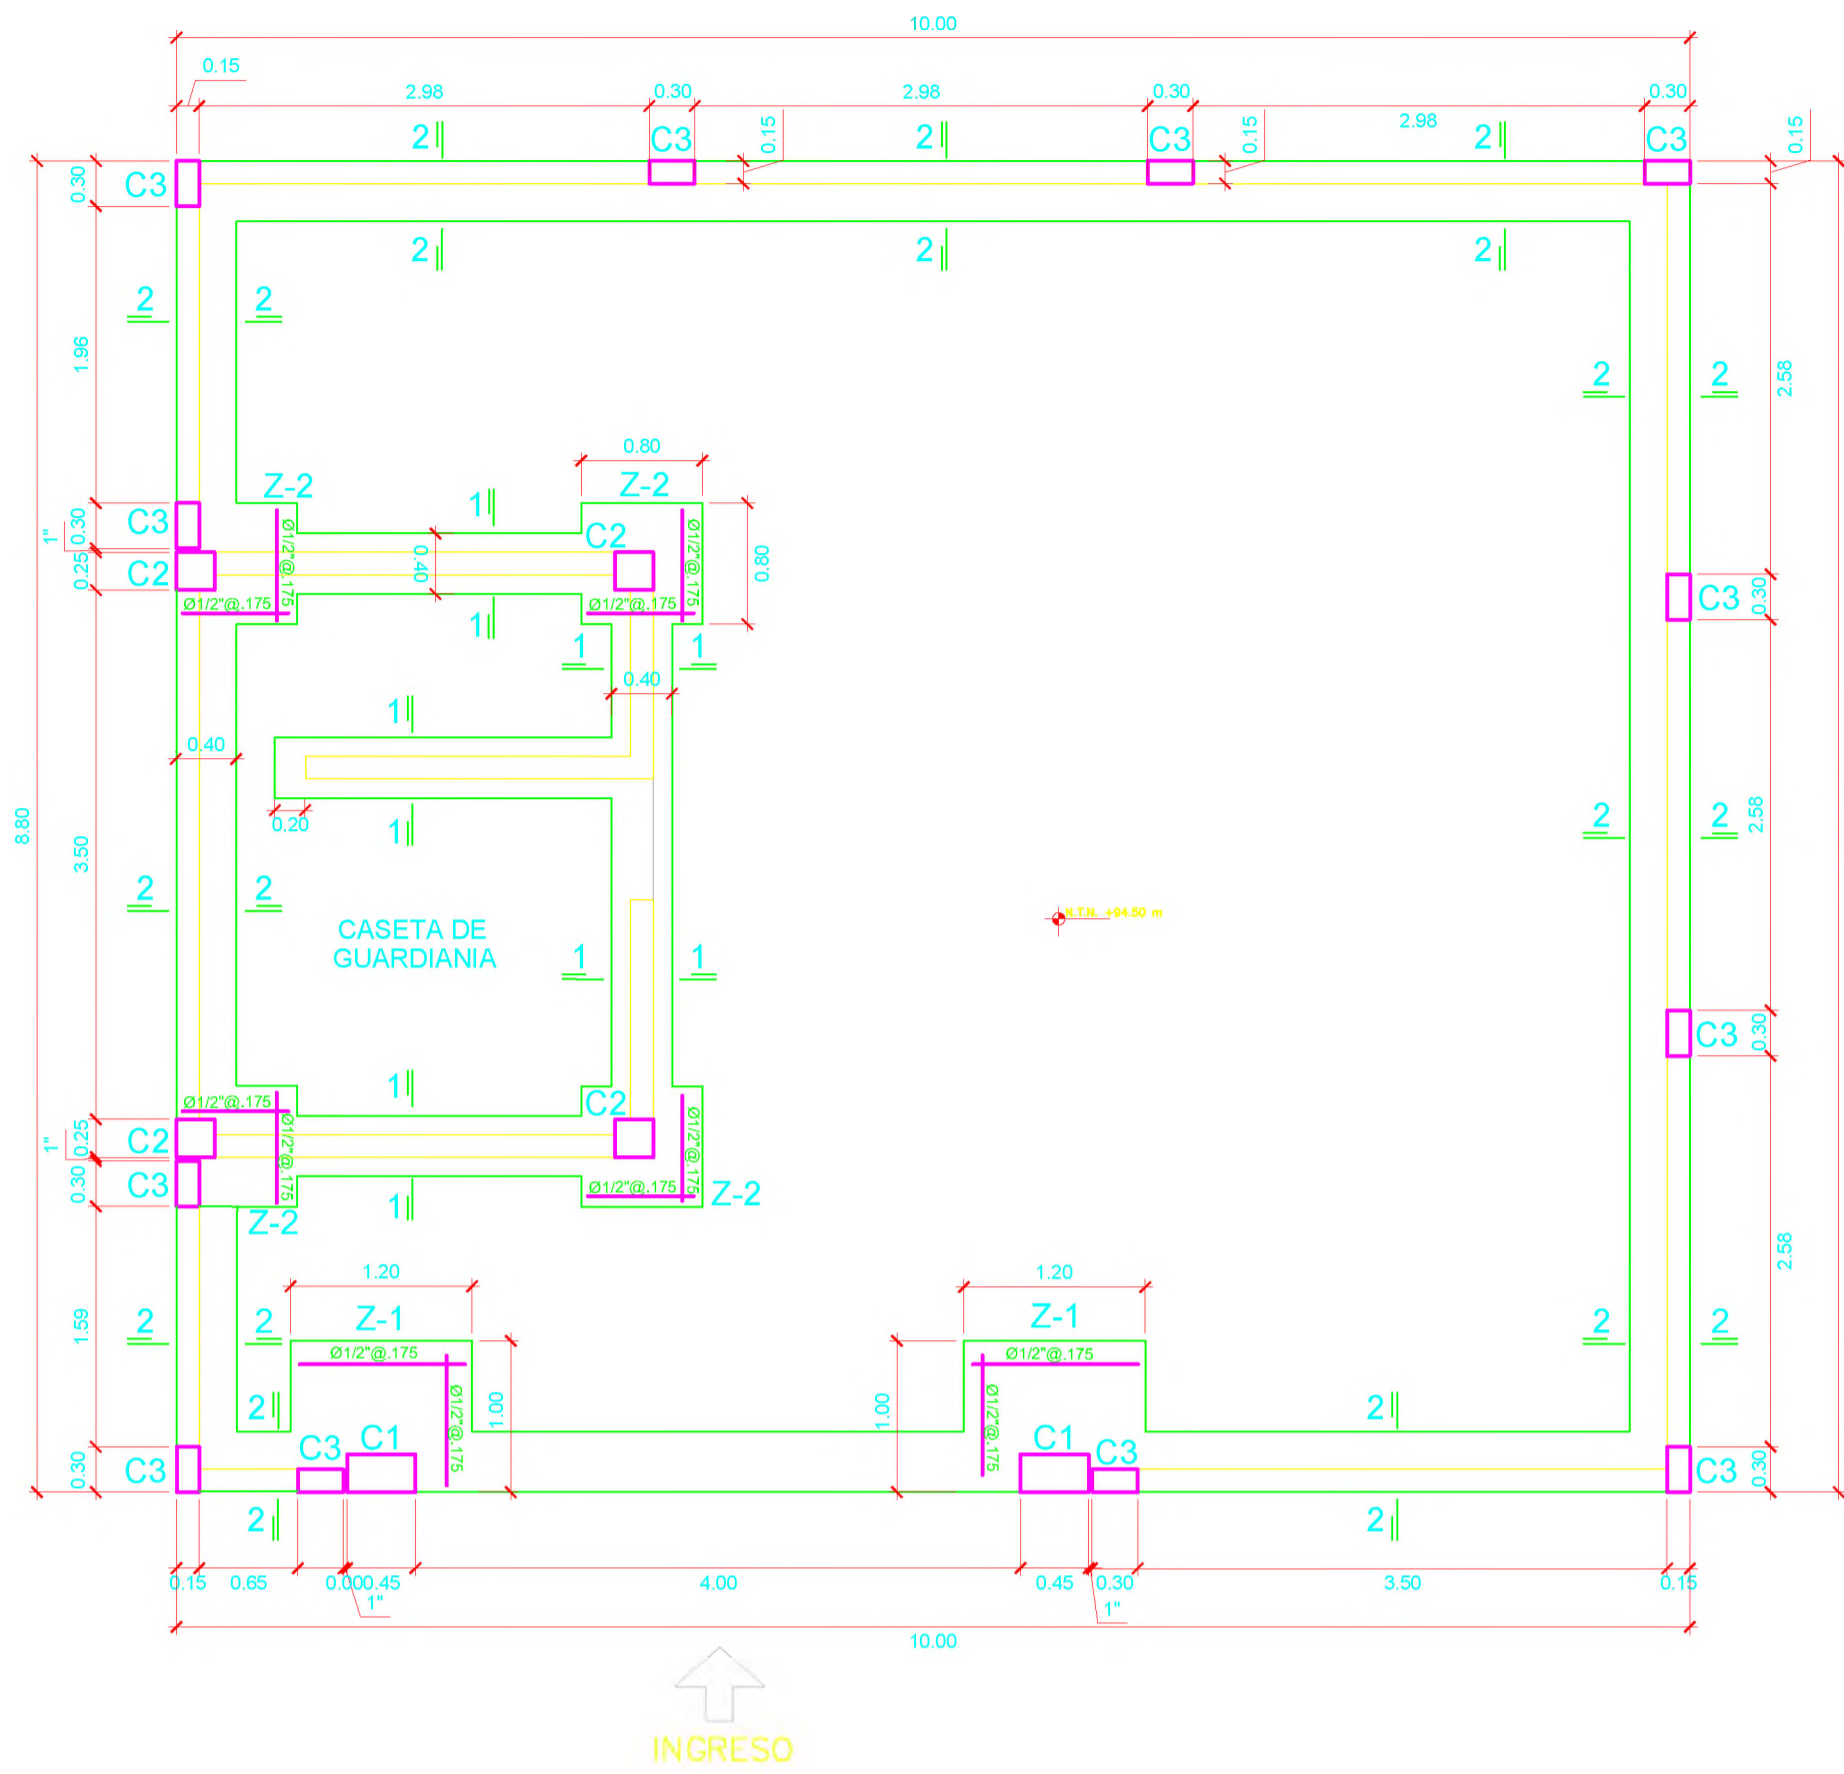 10.00
0.15
2.98
0.30
2.98
0.30
2.98
0.30
2
C3
0.15
2
C3
0.15
2
C3
0.15
C3
0.30
2
2
2
2
2
1.96
2
2
2.58
0.80
Z-2
Z-2
1
C3
0.30
1"
C2
0.25
C2
0.40
0.80
Ø1/2"@.175
Ø1/2"@.175
Ø1/2"@.175
Ø1/2"@.175
C3
0.30
1
1
1
0.40
1
0.40
0.20
1
8.80
3.50
2
2
2.58
2
2
CASETA DE
GUARDIANIA
N.T.N. +94.50 m
1
1
C3
0.30
1
Ø1/2"@.175
Ø1/2"@.175
C2
Ø1/2"@.175
Ø1/2"@.175
1"
0.25
C2
C3
0.30
1
Z-2
Z-2
2.58
1.20
1.20
Z-1
Z-1
1.59
2
2
2
2
Ø1/2"@.175
Ø1/2"@.175
Ø1/2"@.175
Ø1/2"@.175
2
1.00
1.00
2
C3
0.30
C3
C1
C1
C3
C3
0.30
2
2
0.15
0.65
0.00
0.45
4.00
0.45
0.30
3.50
0.15
1"
1"
10.00
INGRESO